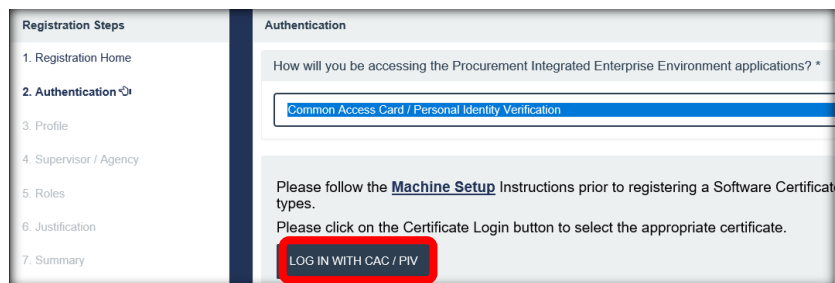 Registration Steps
1. Registration Home
2. Authentication
3. Profile
4. Supervisor / Agency
5. Roles
6. Justification
7. Summary
Authentication
How will you be accessing the Procurement Integrated Enterprise Environment applications? *
Common Access Card / Personal Identity Verification
Please follow the Machine Setup Instructions prior to registering a Software Certificat
types.
Please click on the Certificate Login button to select the appropriate certificate.
LOG IN WITH CAC / PIV